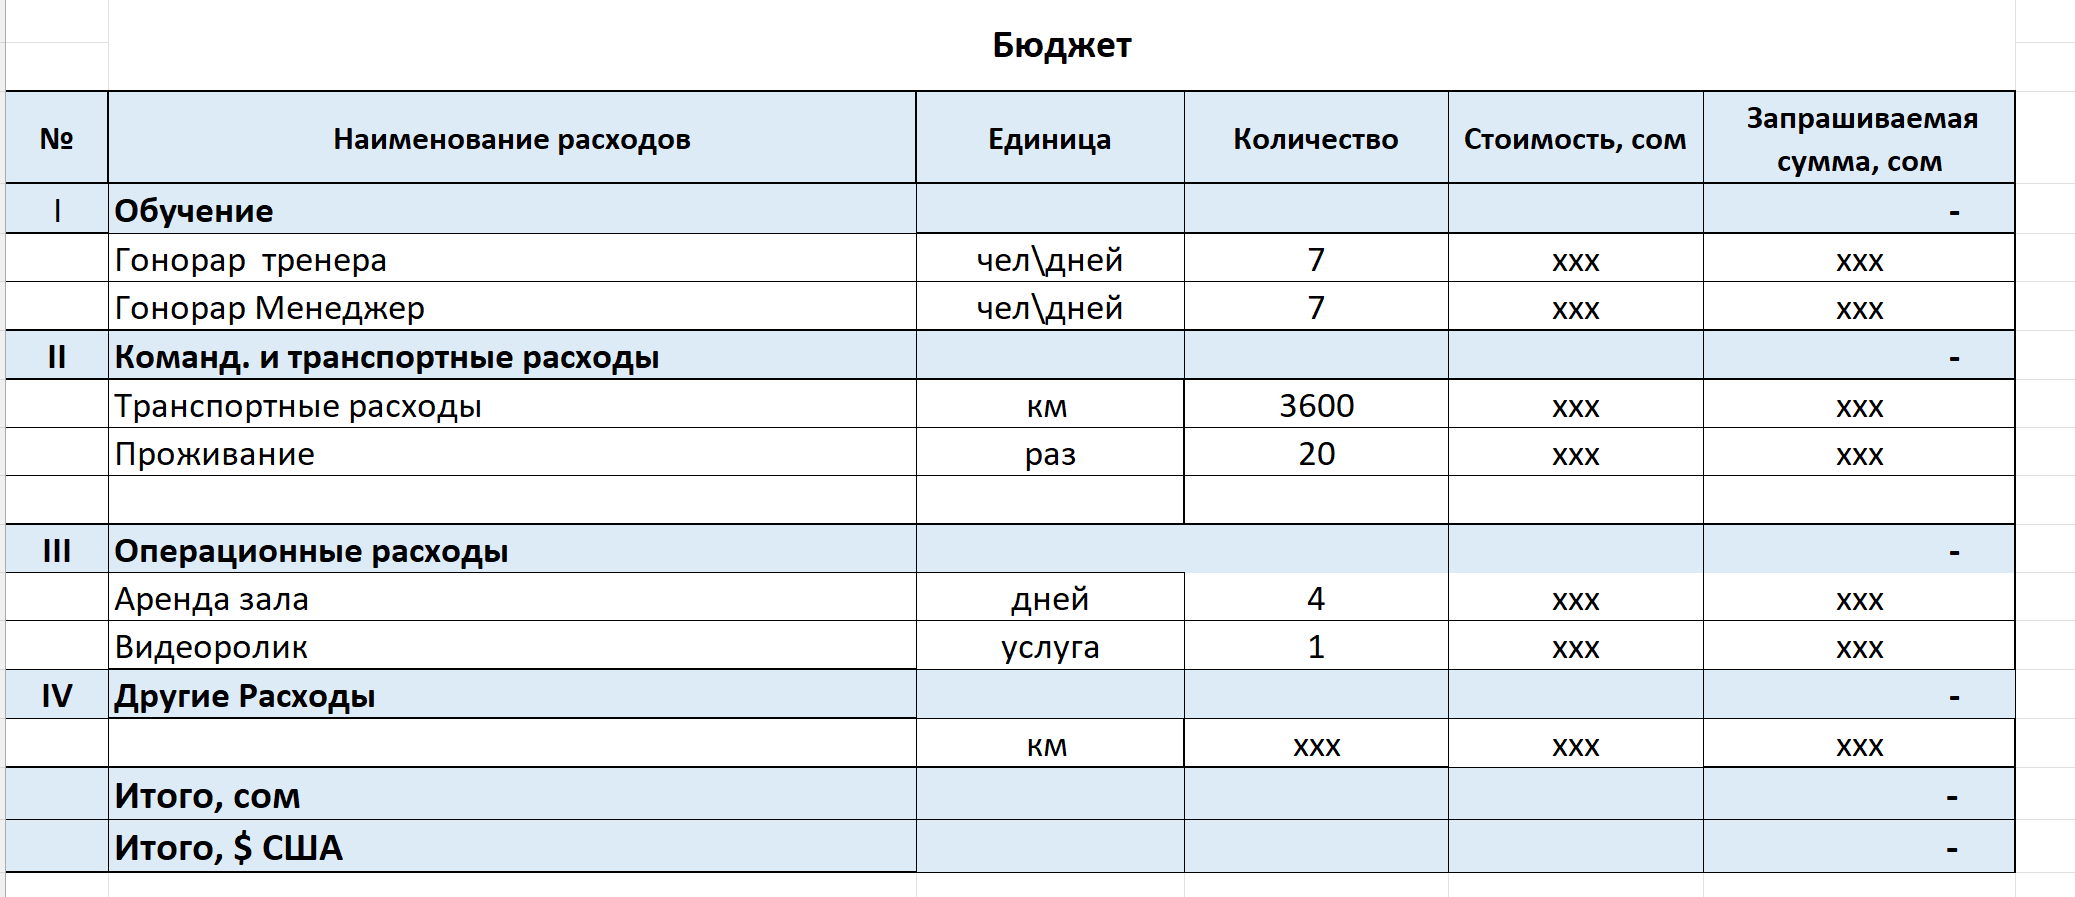 Бюджет
№ Наименование расходов Единица Количество Стоимость, сом Запрашиваемая сумма, сом
I Обучение -
Гонорар  тренера чел\дней 7 xxx xxx
Гонорар Менеджер чел\дней 7 xxx xxx
II Команд. и транспортные расходы -
Транспортные расходы км 3600 xxx xxx
Проживание раз 20 xxx xxx
III Операционные расходы -
Аренда зала дней 4 xxx xxx
Видеоролик услуга 1 xxx xxx
IV Другие Расходы -
км xxx xxx xxx
Итого, сом -
Итого, $ США -